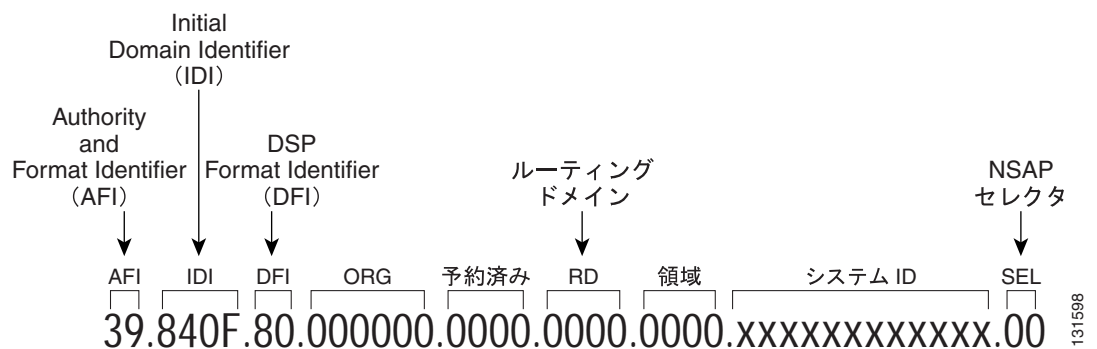 Initial
Domain Identifier
（IDI）
Authority
and
Format Identifier
（AFI）
DSP
Format Identifier
（DFI）
ルーティング
ドメイン
NSAP
セレクタ
AFI IDI DFI ORG 予約済み RD 領域 システム ID SEL
39.840F.80.000000.0000.0000.0000.xxxxxxxxxxxx.00
131598